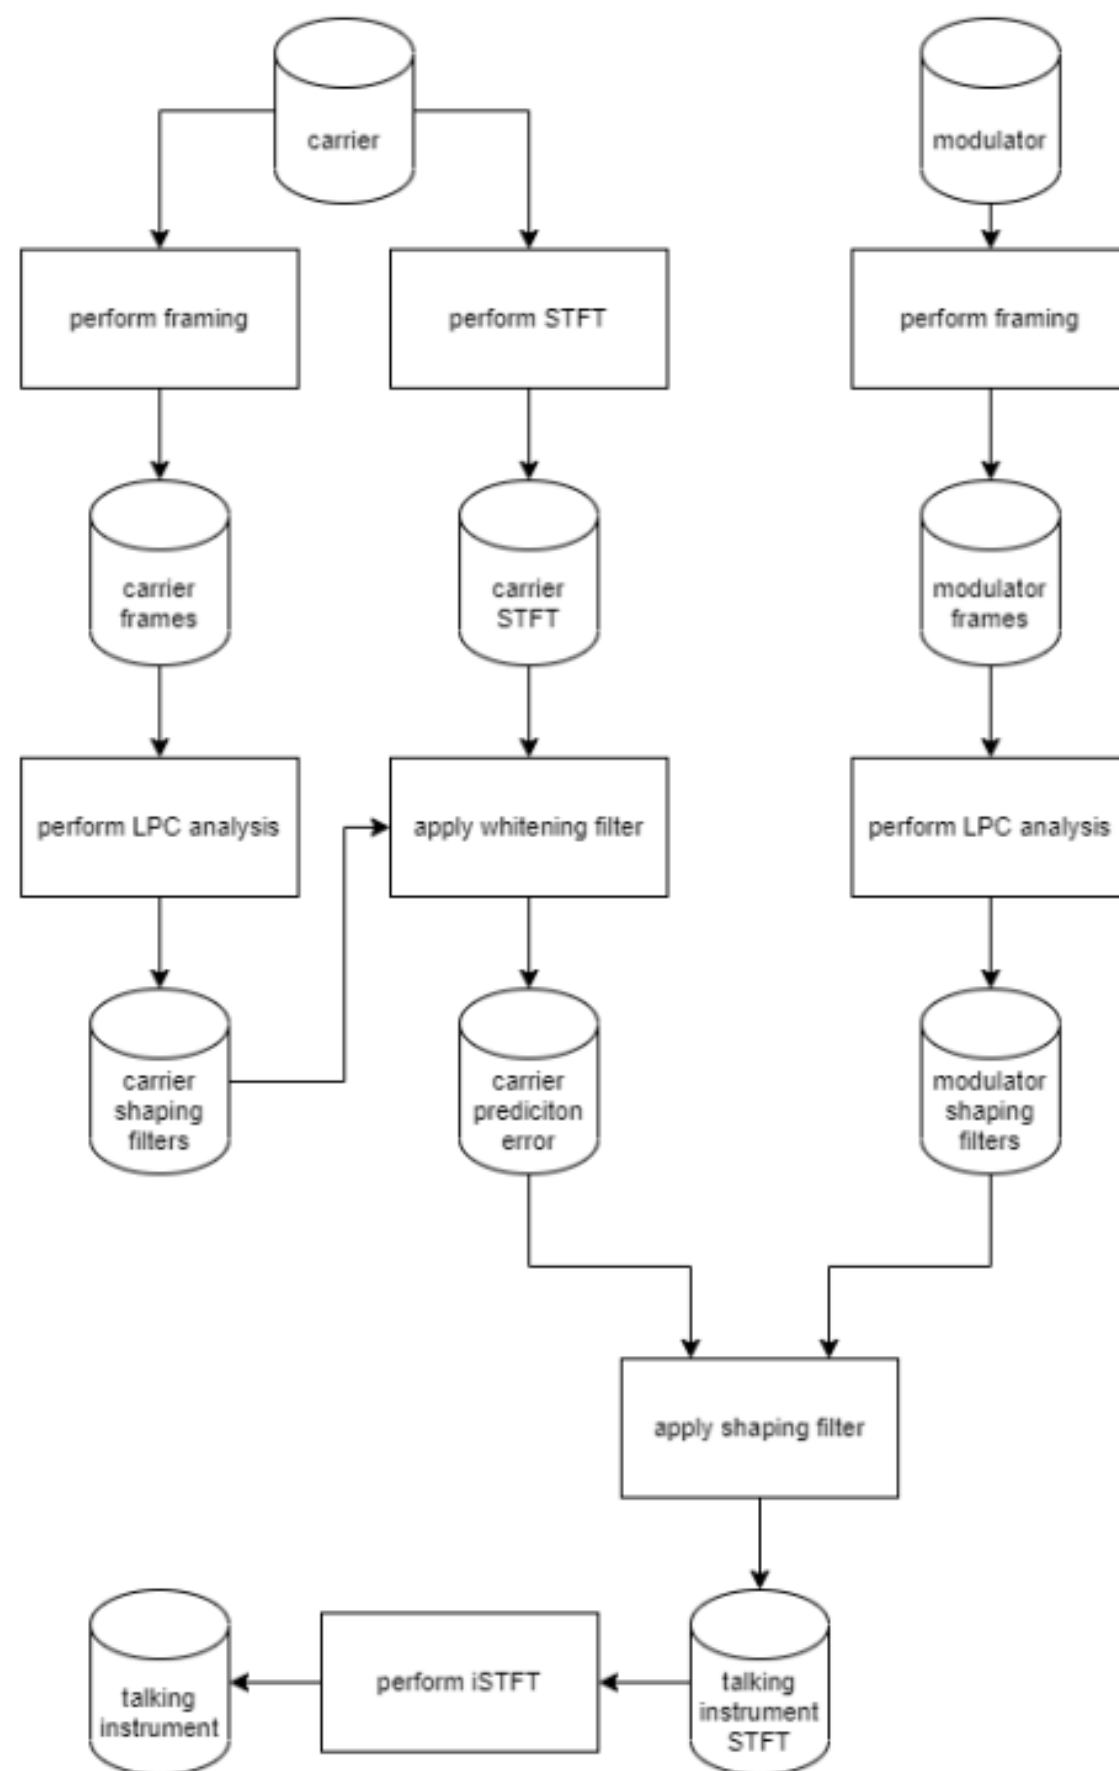 carrier
modulator
perform framing
perform STFT
perform framing
carrier
frames
carrier
STFT
modulator
frames
perform LPC analysis
apply whitening filter
perform LPC analysis
carrier
shaping
filters
carrier
prediciton
error
modulator
shaping
filters
apply shaping filter
talking
instrument
perform iSTFT
talking
instrument
STFT